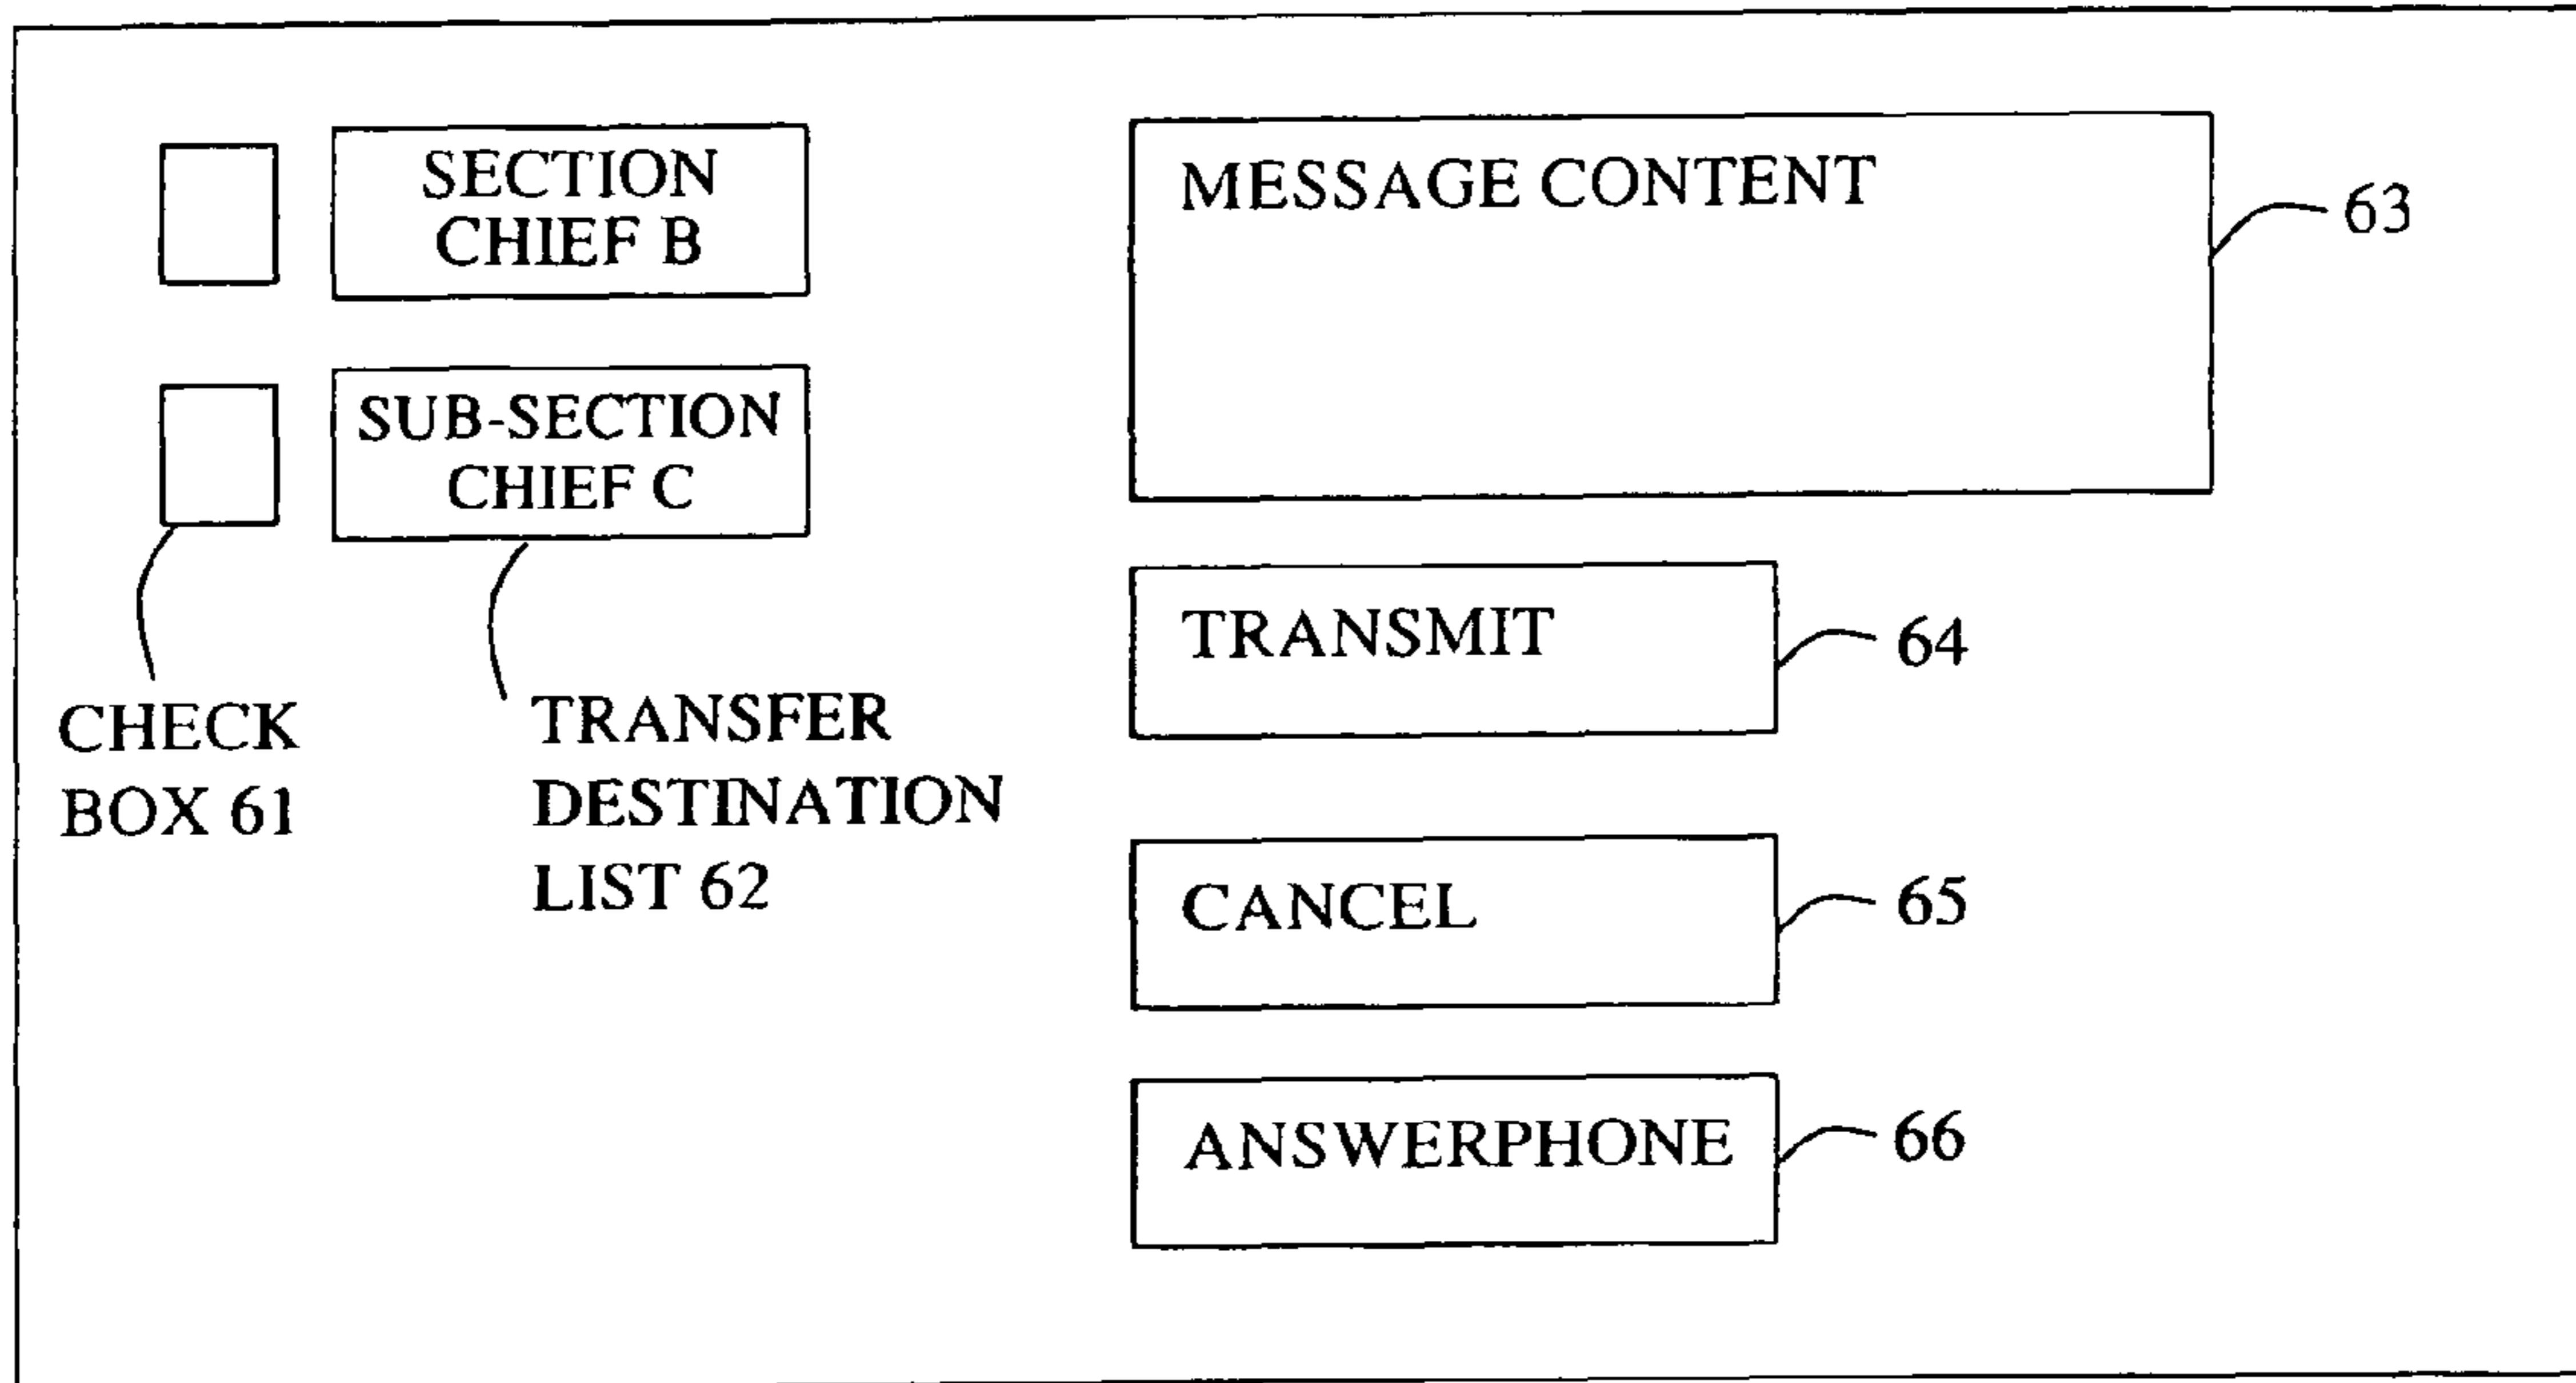 SECTION
CHIEF B
SUB-SECTION
CHIEF C
CHECK
BOX 61
TRANSFER
DESTINATION
LIST 62
MESSAGE CONTENT
63
TRANSMIT
64
CANCEL
65
ANSWERPHONE
66